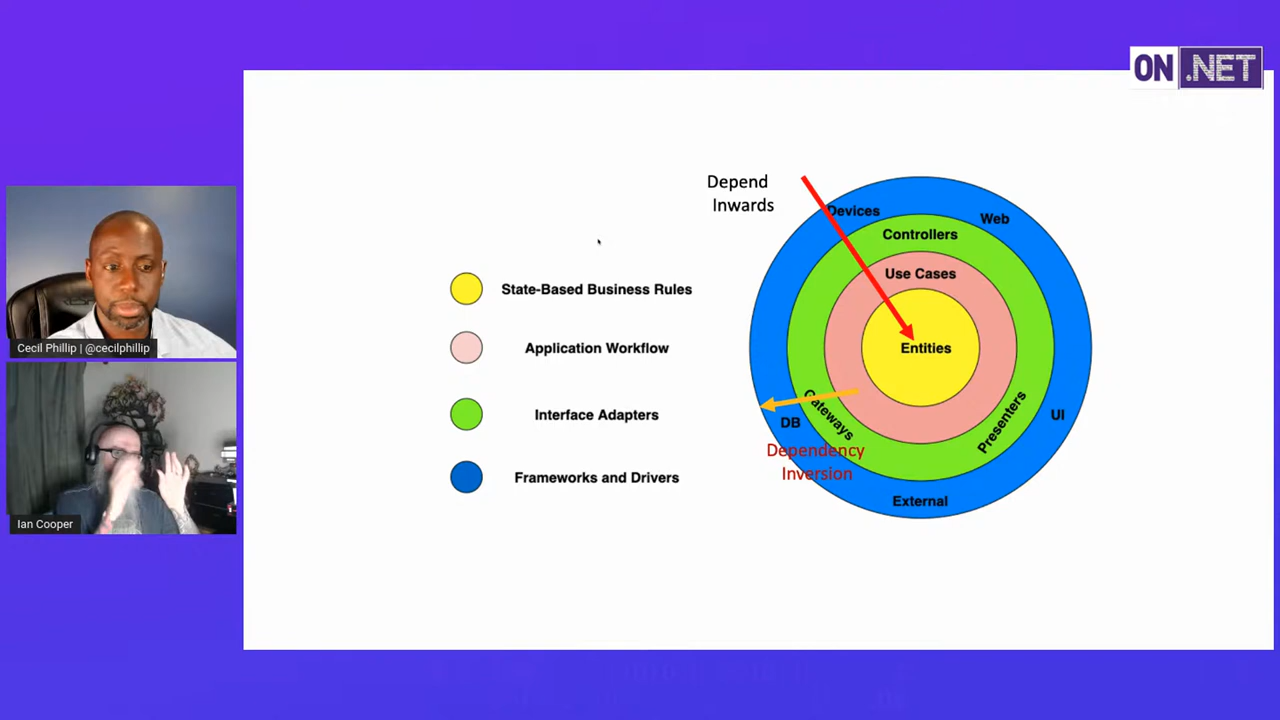 ON .NET
Depend
Inwards
Devices
Web
Controllers
Use Cases
State-Based Business Rules
Entities
Application Workflow
Interface Adapters
Gateways
Presenters
DB
UI
Dependency
Inversion
Frameworks and Drivers
External
Cecil Phillip | @cecilphillip
Ian Cooper